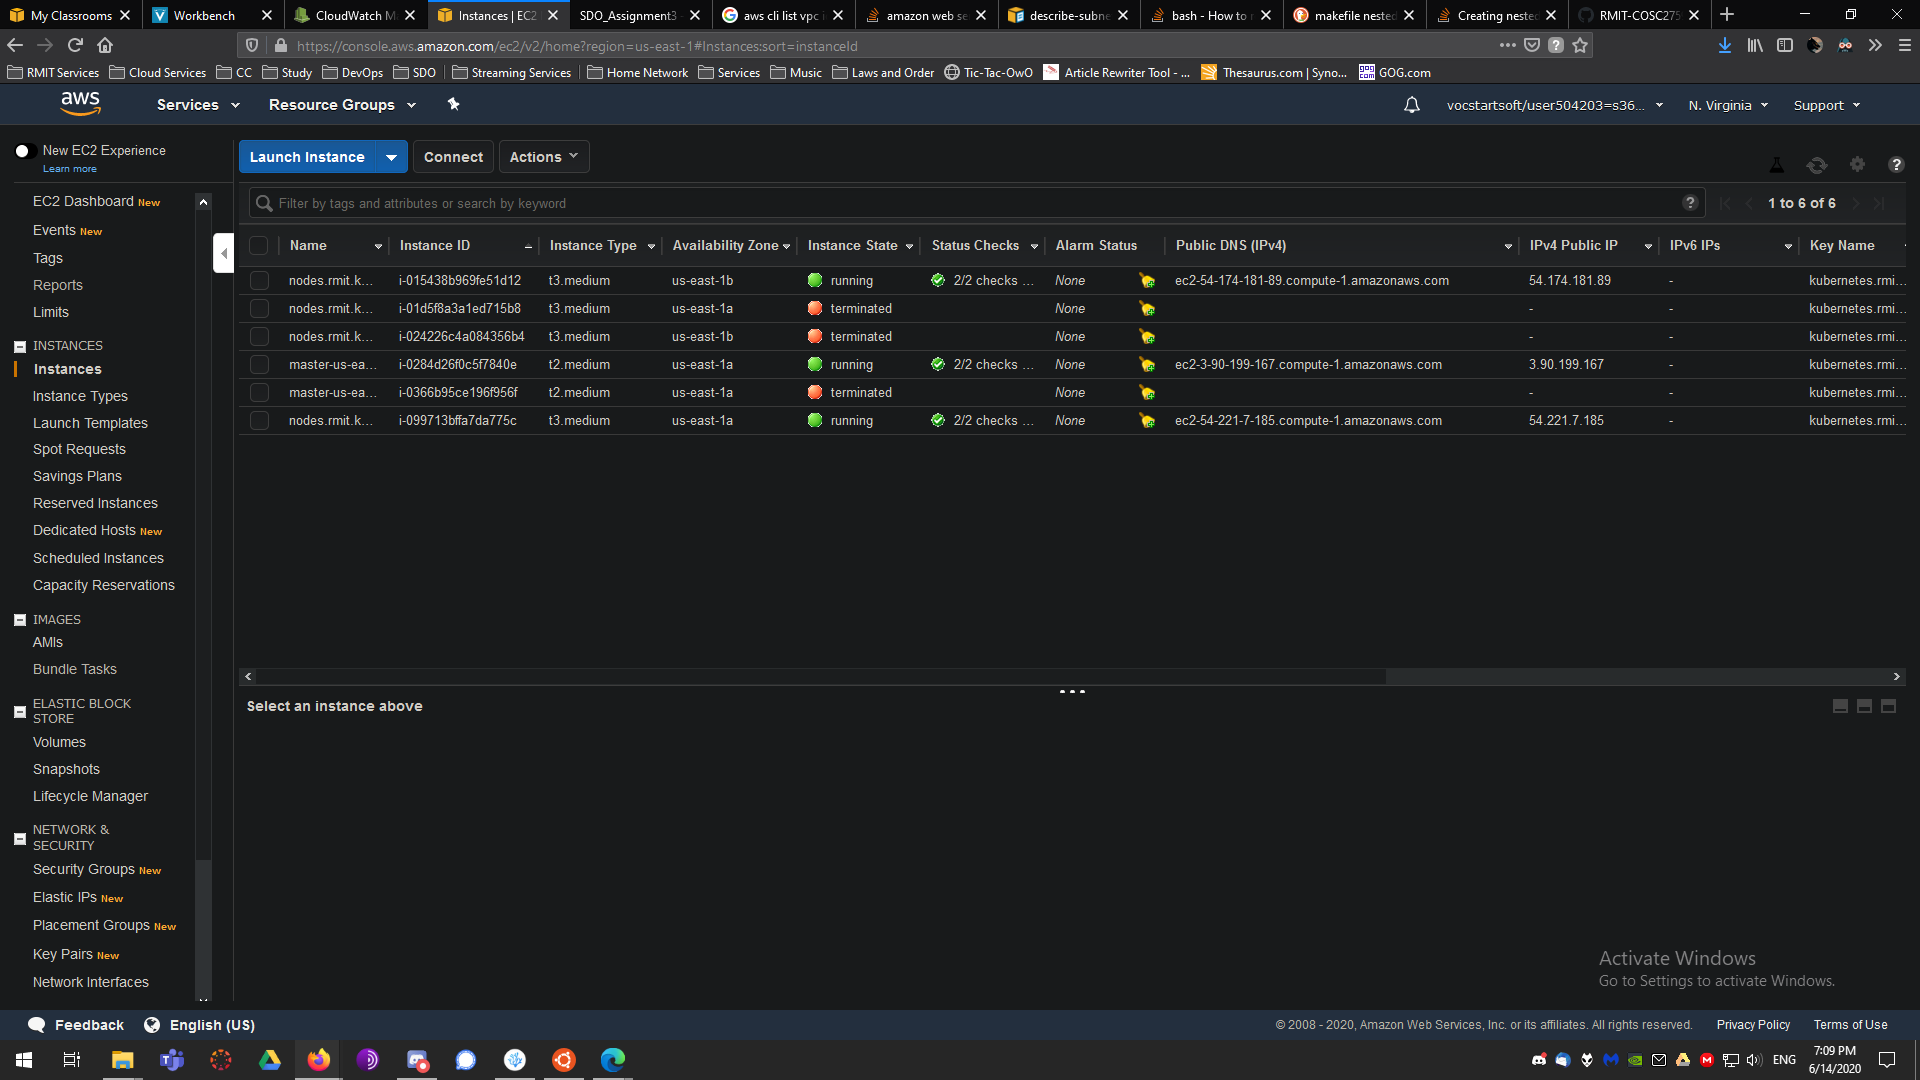 My Classrooms
Workbench
CloudWatch M
Instances | EC2
SDO_Assignment3
aws cli list vpc i
amazon web se
describe-subne
bash - How to r
makefile nested
Creating nested
RMIT-COSC275
https://console.aws.amazon.com/ec2/v2/home?region=us-east-1#Instances:sort=instanceId
RMIT Services
Cloud Services
CC
Study
DevOps
SDO
Streaming Services
Home Network
Services
Music
Laws and Order
Tic-Tac-OwO
Article Rewriter Tool - ...
Thesaurus.com | Syno...
GOG.com
aws
Services
Resource Groups
vocstartsoft/user504203=s36...
N. Virginia
Support
New EC2 Experience
Learn more
EC2 Dashboard New
Events New
Tags
Reports
Limits
INSTANCES
Instances
Instance Types
Launch Templates
Spot Requests
Savings Plans
Reserved Instances
Dedicated Hosts New
Scheduled Instances
Capacity Reservations
IMAGES
AMIs
Bundle Tasks
ELASTIC BLOCK
STORE
Volumes
Snapshots
Lifecycle Manager
NETWORK &
SECURITY
Security Groups New
Elastic IPs New
Placement Groups New
Key Pairs New
Network Interfaces
Launch Instance
Connect
Actions
Filter by tags and attributes or search by keyword
1 to 6 of 6
Name Instance ID Instance Type Availability Zone Instance State Status Checks Alarm Status Public DNS (IPv4) IPv4 Public IP IPv6 IPs Key Name
nodes.rmit.k... i-015438b969fe51d12 t3.medium us-east-1b running 2/2 checks ... None ec2-54-174-181-89.compute-1.amazonaws.com 54.174.181.89 - kubernetes.rmi...
nodes.rmit.k... i-01d5f8a3a1ed715b8 t3.medium us-east-1a terminated None - - kubernetes.rmi...
nodes.rmit.k... i-024226c4a084356b4 t3.medium us-east-1b terminated None - - kubernetes.rmi...
master-us-ea... i-0284d26f0c5f7840e t2.medium us-east-1a running 2/2 checks ... None ec2-3-90-199-167.compute-1.amazonaws.com 3.90.199.167 - kubernetes.rmi...
master-us-ea... i-0366b95ce196f956f t2.medium us-east-1a terminated None - - kubernetes.rmi...
nodes.rmit.k... i-099713bffa7da775c t3.medium us-east-1a running 2/2 checks ... None ec2-54-221-7-185.compute-1.amazonaws.com 54.221.7.185 - kubernetes.rmi...
Select an instance above
Activate Windows
Go to Settings to activate Windows.
Feedback
English (US)
© 2008 - 2020, Amazon Web Services, Inc. or its affiliates. All rights reserved.
Privacy Policy
Terms of Use
ENG
7:09 PM
6/14/2020